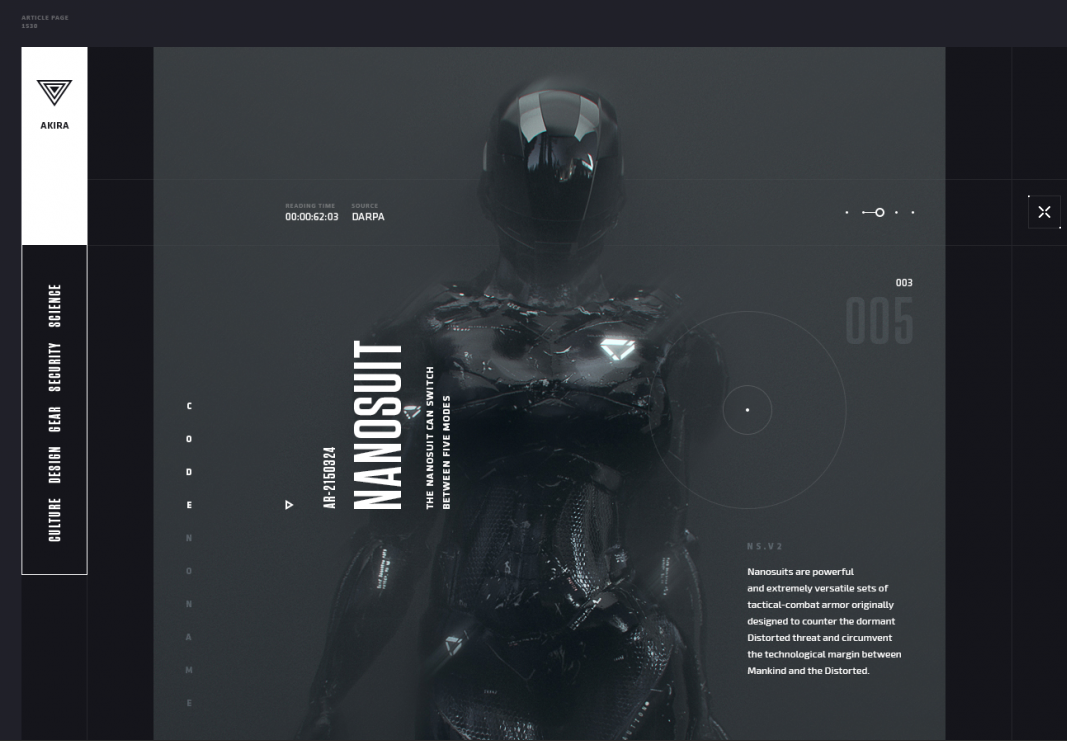 ARTICLE PAGE
1538
AKIRA
READING TIME
00:00:62:03
SOURCE
DARPA
003
005
SCIENCE
SECURITY
GEAR
DESIGN
CULTURE
C
O
D
E
N
O
N
A
M
E
AR-2150324
NANOSUIT
THE NANOSUIT CAN SWITCH
BETWEEN FIVE MODES
NS.V2
Nanosuits are powerful
and extremely versatile sets of
tactical-combat armor originally
designed to counter the dormant
Distorted threat and circumvent
the technological margin between
Mankind and the Distorted.